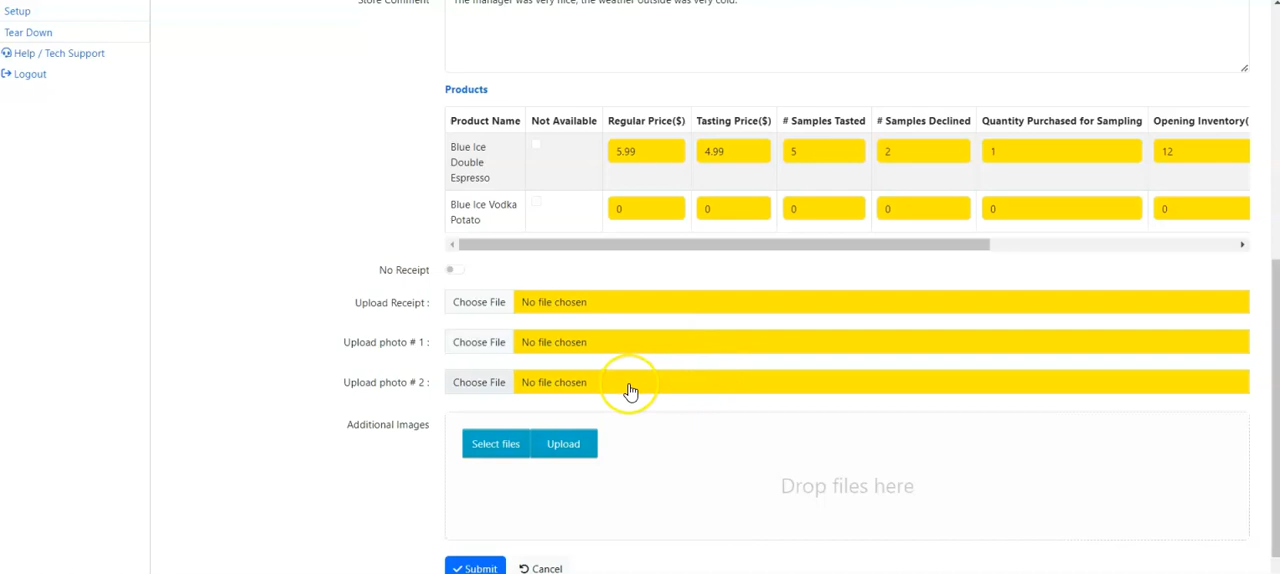 Setup
Tear Down
Help / Tech Support
Logout
Store Comment
The manager was very nice, the weather outside was very cold.
Products
Product Name Not Available Regular Price($) Tasting Price($) # Samples Tasted # Samples Declined Quantity Purchased for Sampling Opening Inventory(
Blue Ice
Double
Espresso
5.99 4.99 5 2 1 12
Blue Ice Vodka
Potato
0 0 0 0 0 0
No Receipt
Upload Receipt : Choose File No file chosen
Upload photo # 1 : Choose File No file chosen
Upload photo # 2 : Choose File No file chosen
Additional Images
Select files Upload
Drop files here
Submit Cancel